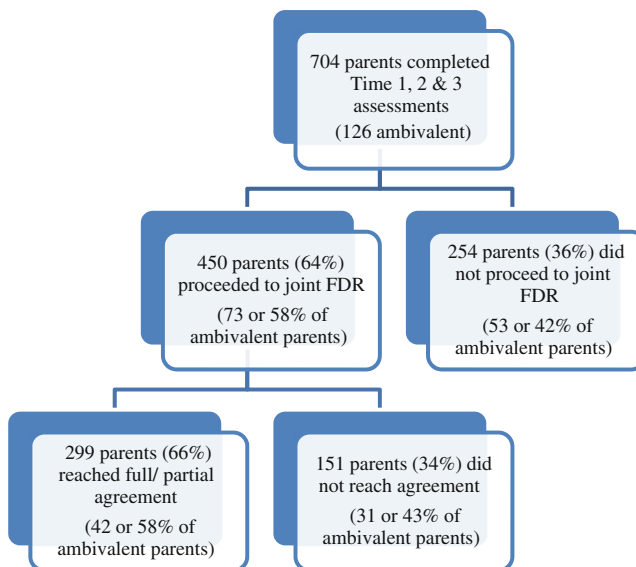 704 parents completed
Time 1, 2 & 3
assessments
(126 ambivalent)
450 parents (64%)
proceeded to joint FDR
(73 or 58% of
ambivalent parents)
254 parents (36%) did
not proceed to joint
FDR
(53 or 42% of
ambivalent parents)
299 parents (66%)
reached full/ partial
agreement
(42 or 58% of
ambivalent parents)
151 parents (34%) did
not reach agreement
(31 or 43% of
ambivalent parents)